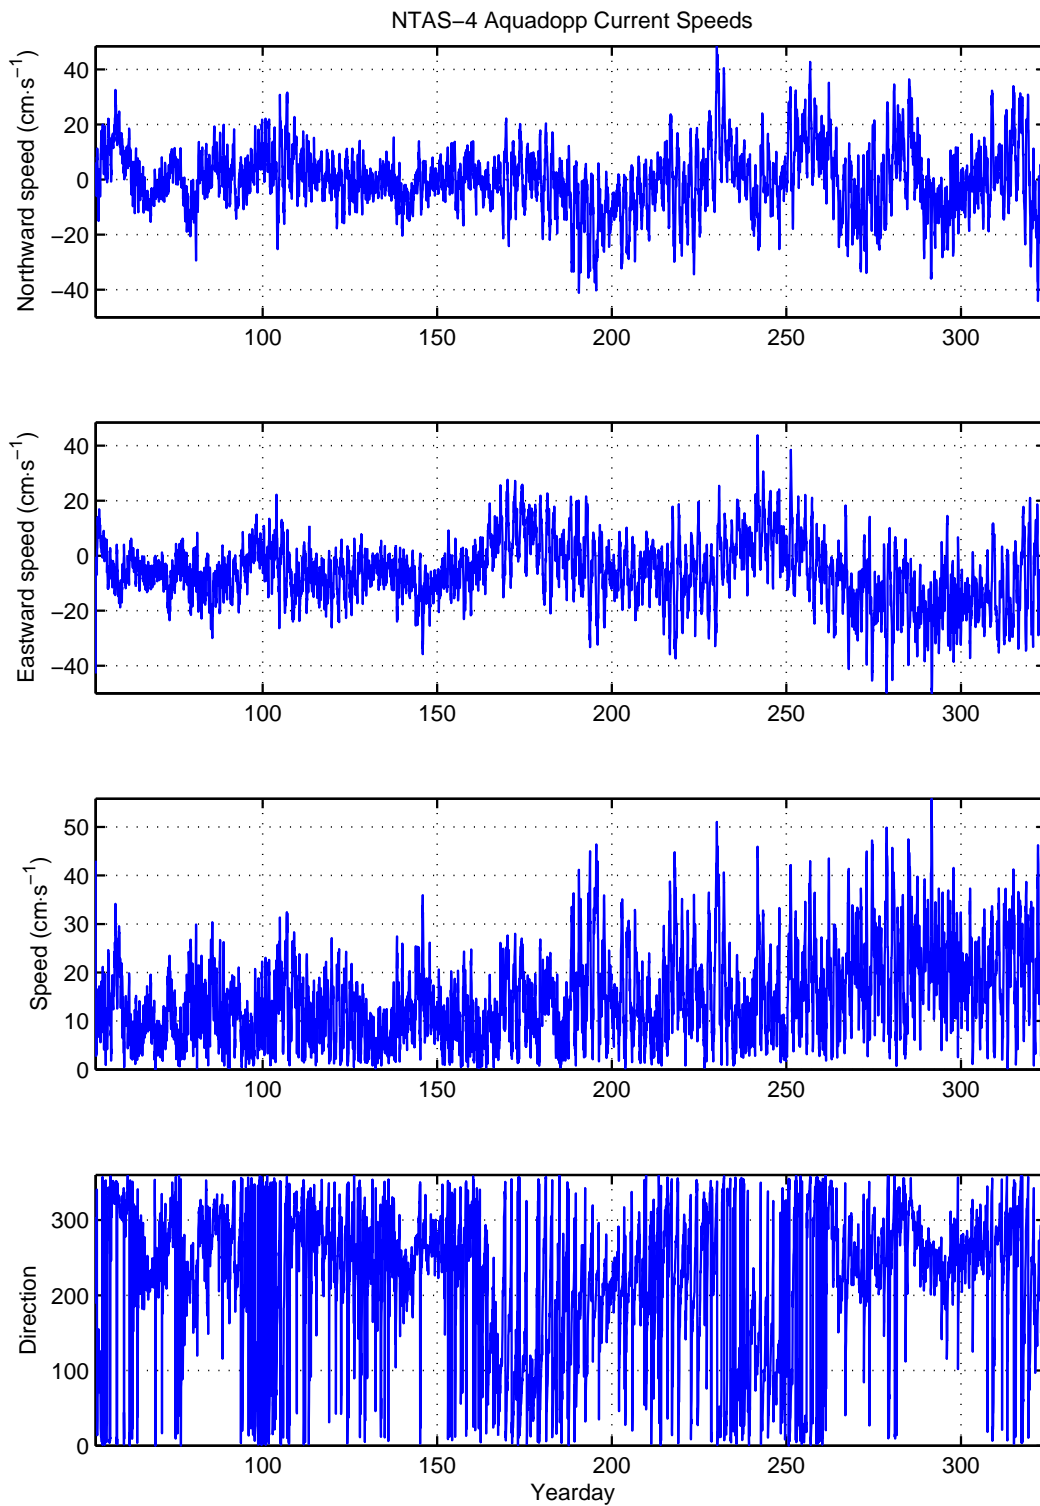 NTAS−4 Aquadopp Current Speeds
Northward speed (cm·s⁻¹)
40
20
0
−20
−40
100 150 200 250 300
Eastward speed (cm·s⁻¹)
40
20
0
−20
−40
100 150 200 250 300
Speed (cm·s⁻¹)
50
40
30
20
10
0
100 150 200 250 300
Direction
300
200
100
0
100 150 200 250 300
Yearday